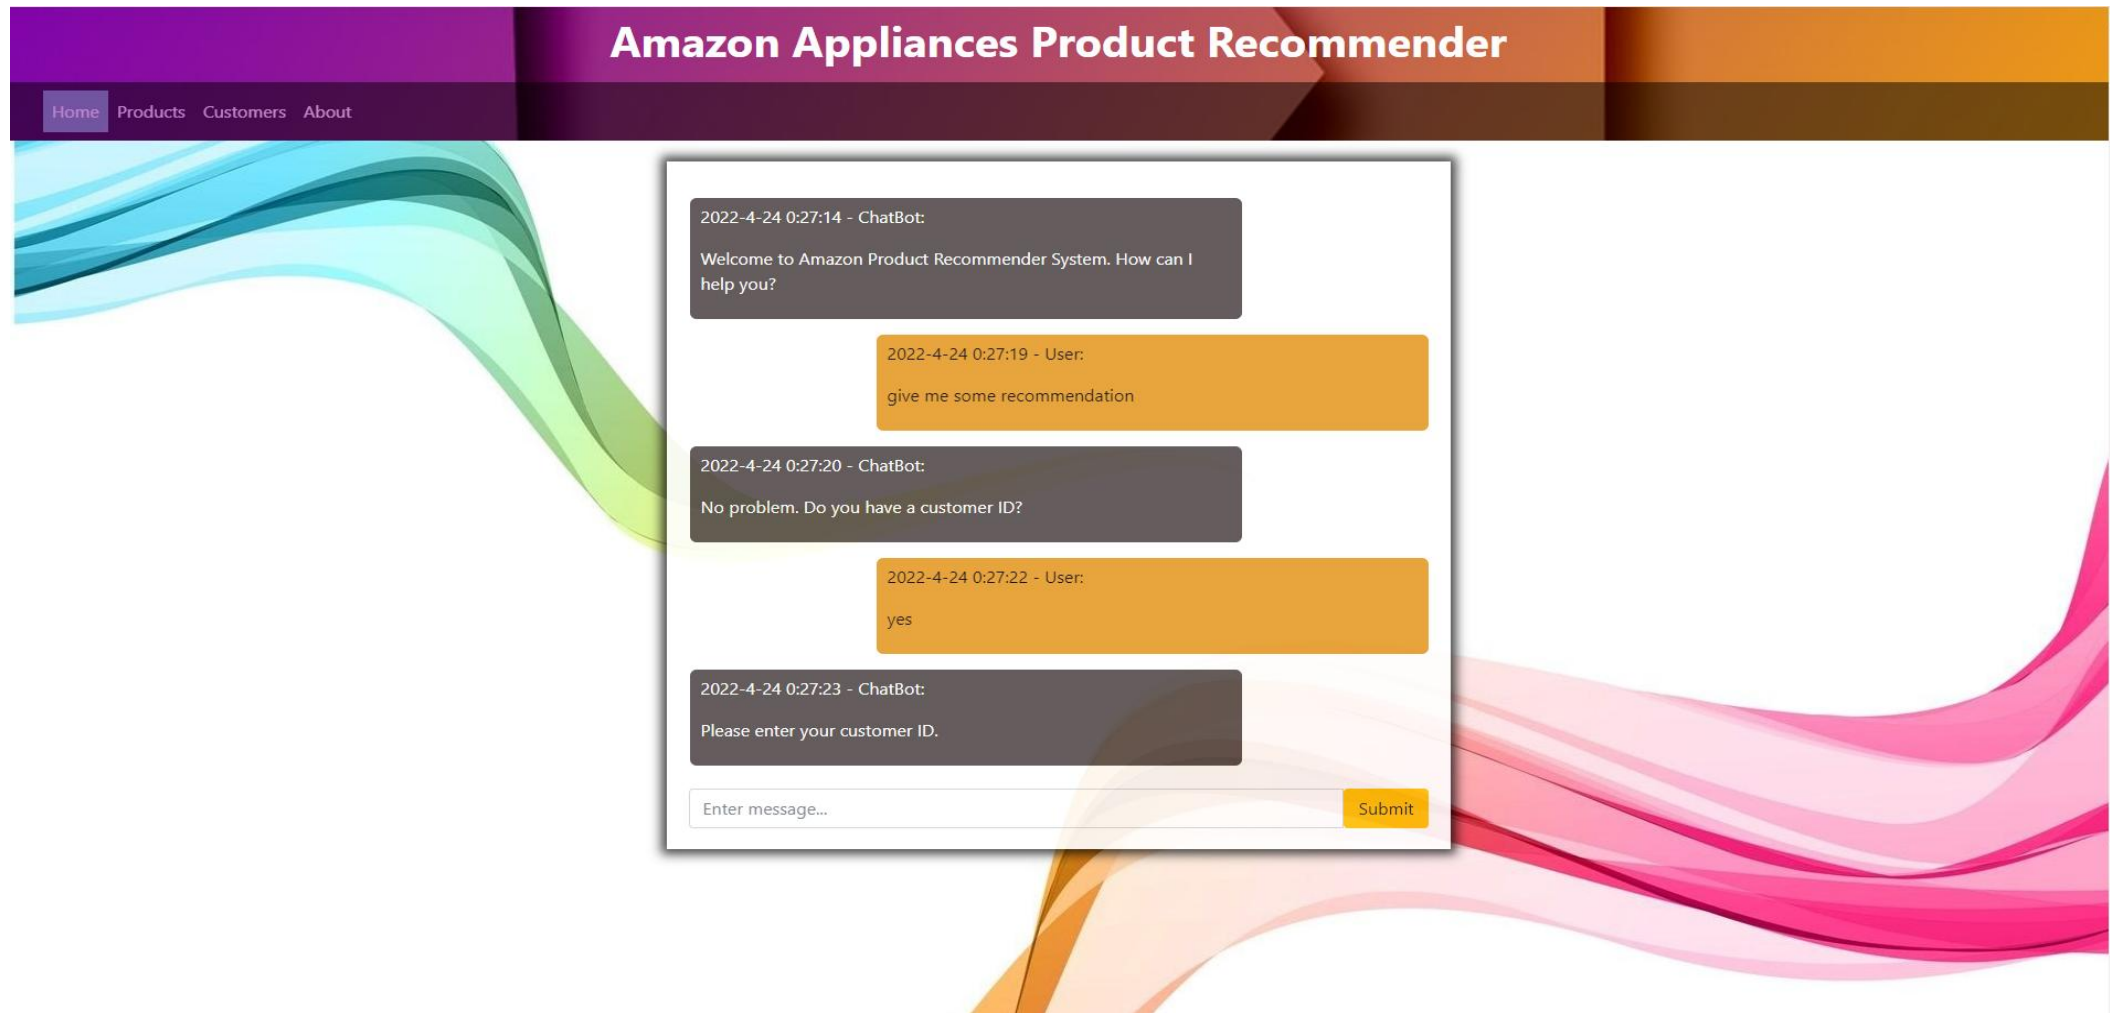 Amazon Appliances Product Recommender
Home Products Customers About
2022-4-24 0:27:14 - ChatBot:
Welcome to Amazon Product Recommender System. How can I
help you?
2022-4-24 0:27:19 - User:
give me some recommendation
2022-4-24 0:27:20 - ChatBot:
No problem. Do you have a customer ID?
2022-4-24 0:27:22 - User:
yes
2022-4-24 0:27:23 - ChatBot:
Please enter your customer ID.
Enter message... Submit